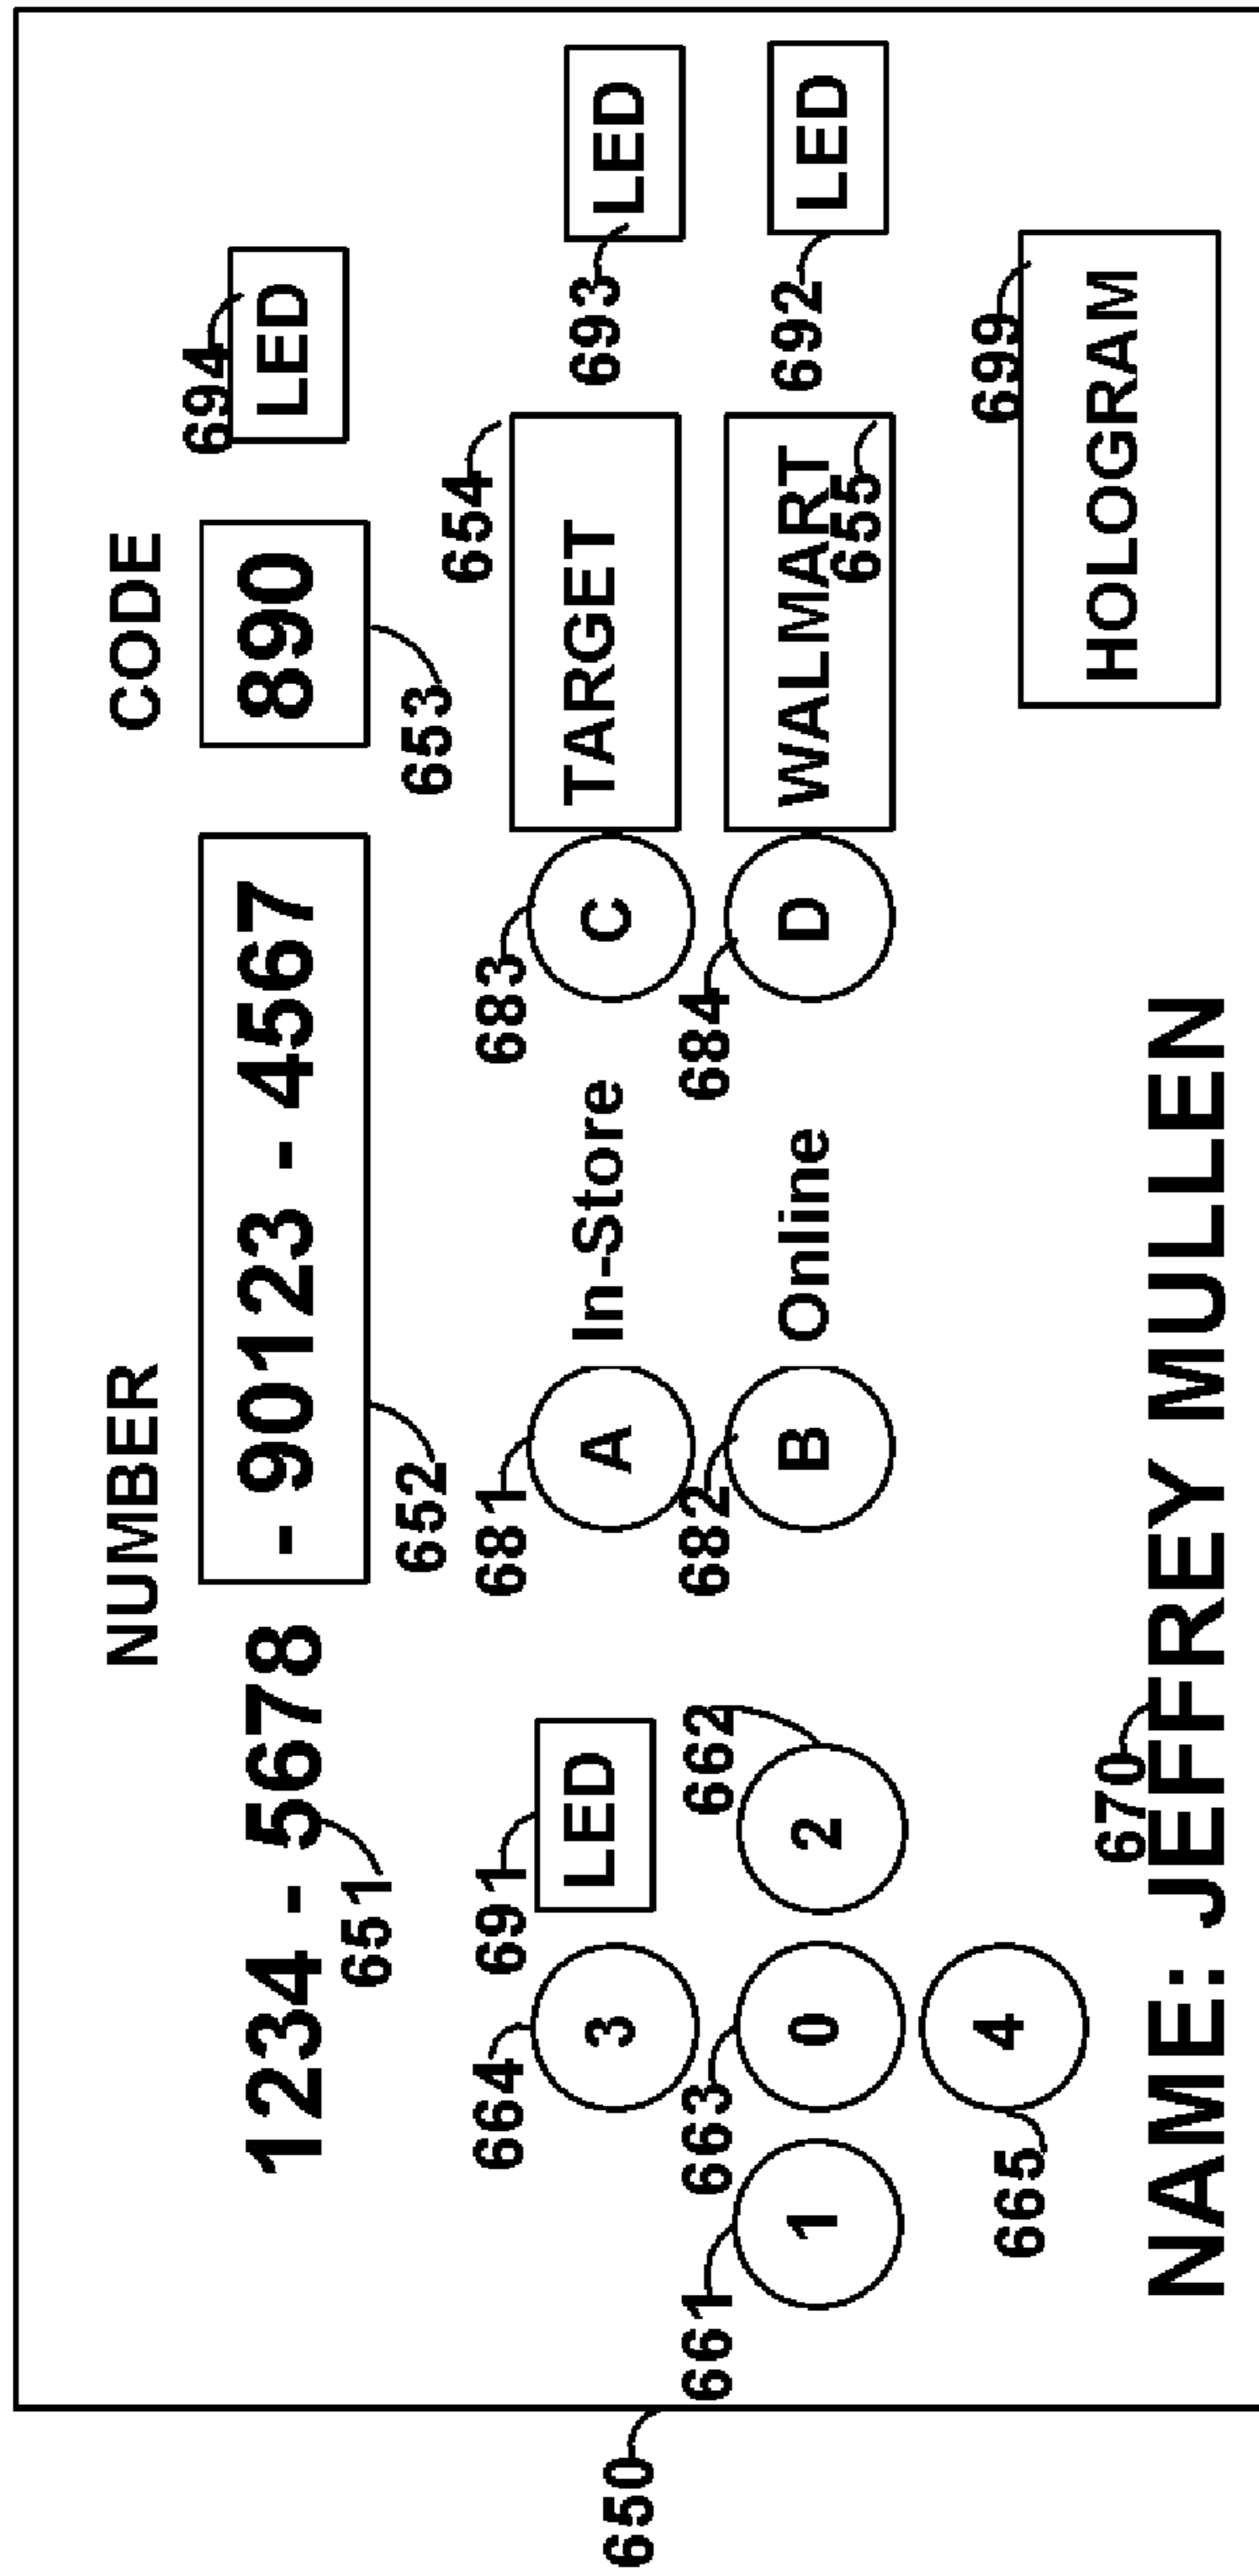 NUMBER CODE
1234 - 5678 - 90123 - 4567 890 LED
694
651 652 653
691 681 683 654
664 3 LED A In-Store C TARGET 693 LED
650
661 663 662 682 684
1 0 2 B Online D WALMART 692 LED
655
665 4
699
HOLOGRAM
670
NAME: JEFFREY MULLEN